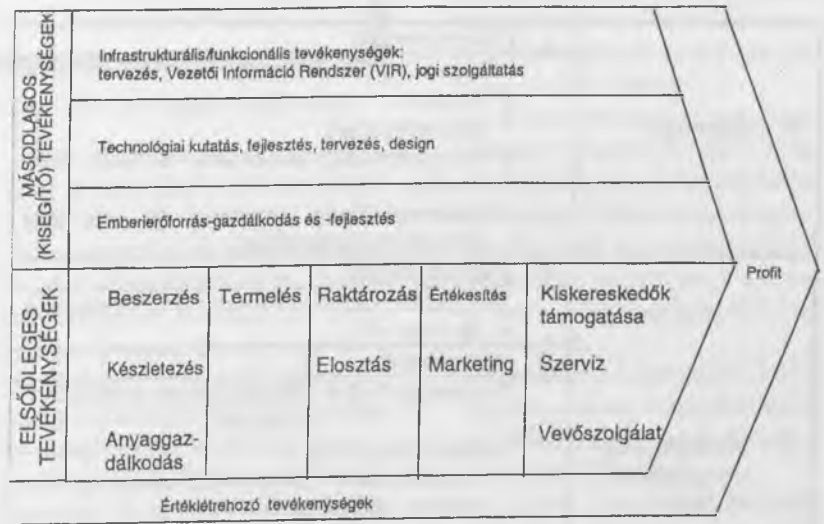 MÁSODLAGOS
(KISEGÍTŐ) TEVÉKENYSÉGEK
Infrastrukturális/funkcionális tevékenységek:
tervezés, Vezetői Információ Rendszer (VIR), jogi szolgáltatás
Technológiai kutatás, fejlesztés, tervezés, design
Emberierőforrás-gazdálkodás és -fejlesztés
Profit
ELSŐDLEGES
TEVÉKENYSÉGEK
Beszerzés
Készletezés
Anyaggaz-
dálkodás
Termelés
Raktározás
Elosztás
Értékesítés
Marketing
Kiskereskedők
támogatása
Szerviz
Vevőszolgálat
Értéklétrehozó tevékenységek